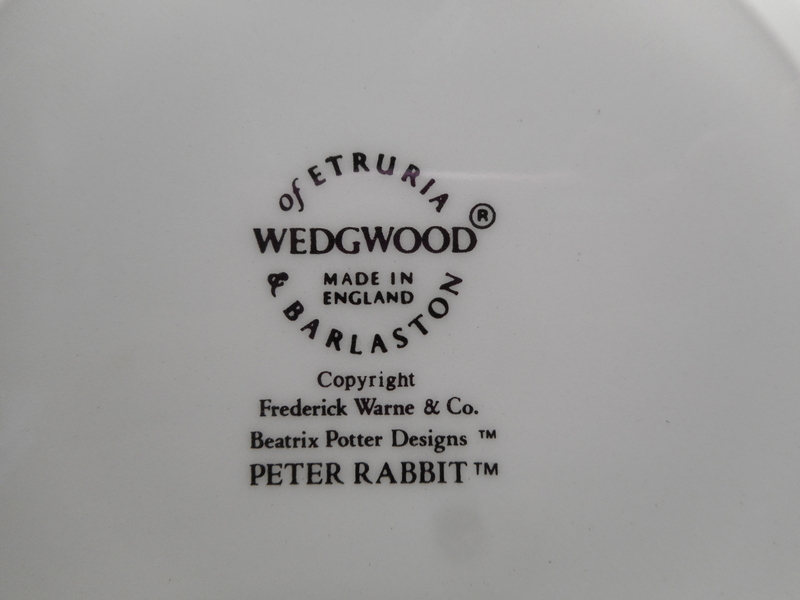 of ETRURIA
WEDGWOOD®
MADE IN
ENGLAND
& BARLASTON
Copyright
Frederick Warne & Co.
Beatrix Potter Designs ™
PETER RABBIT™